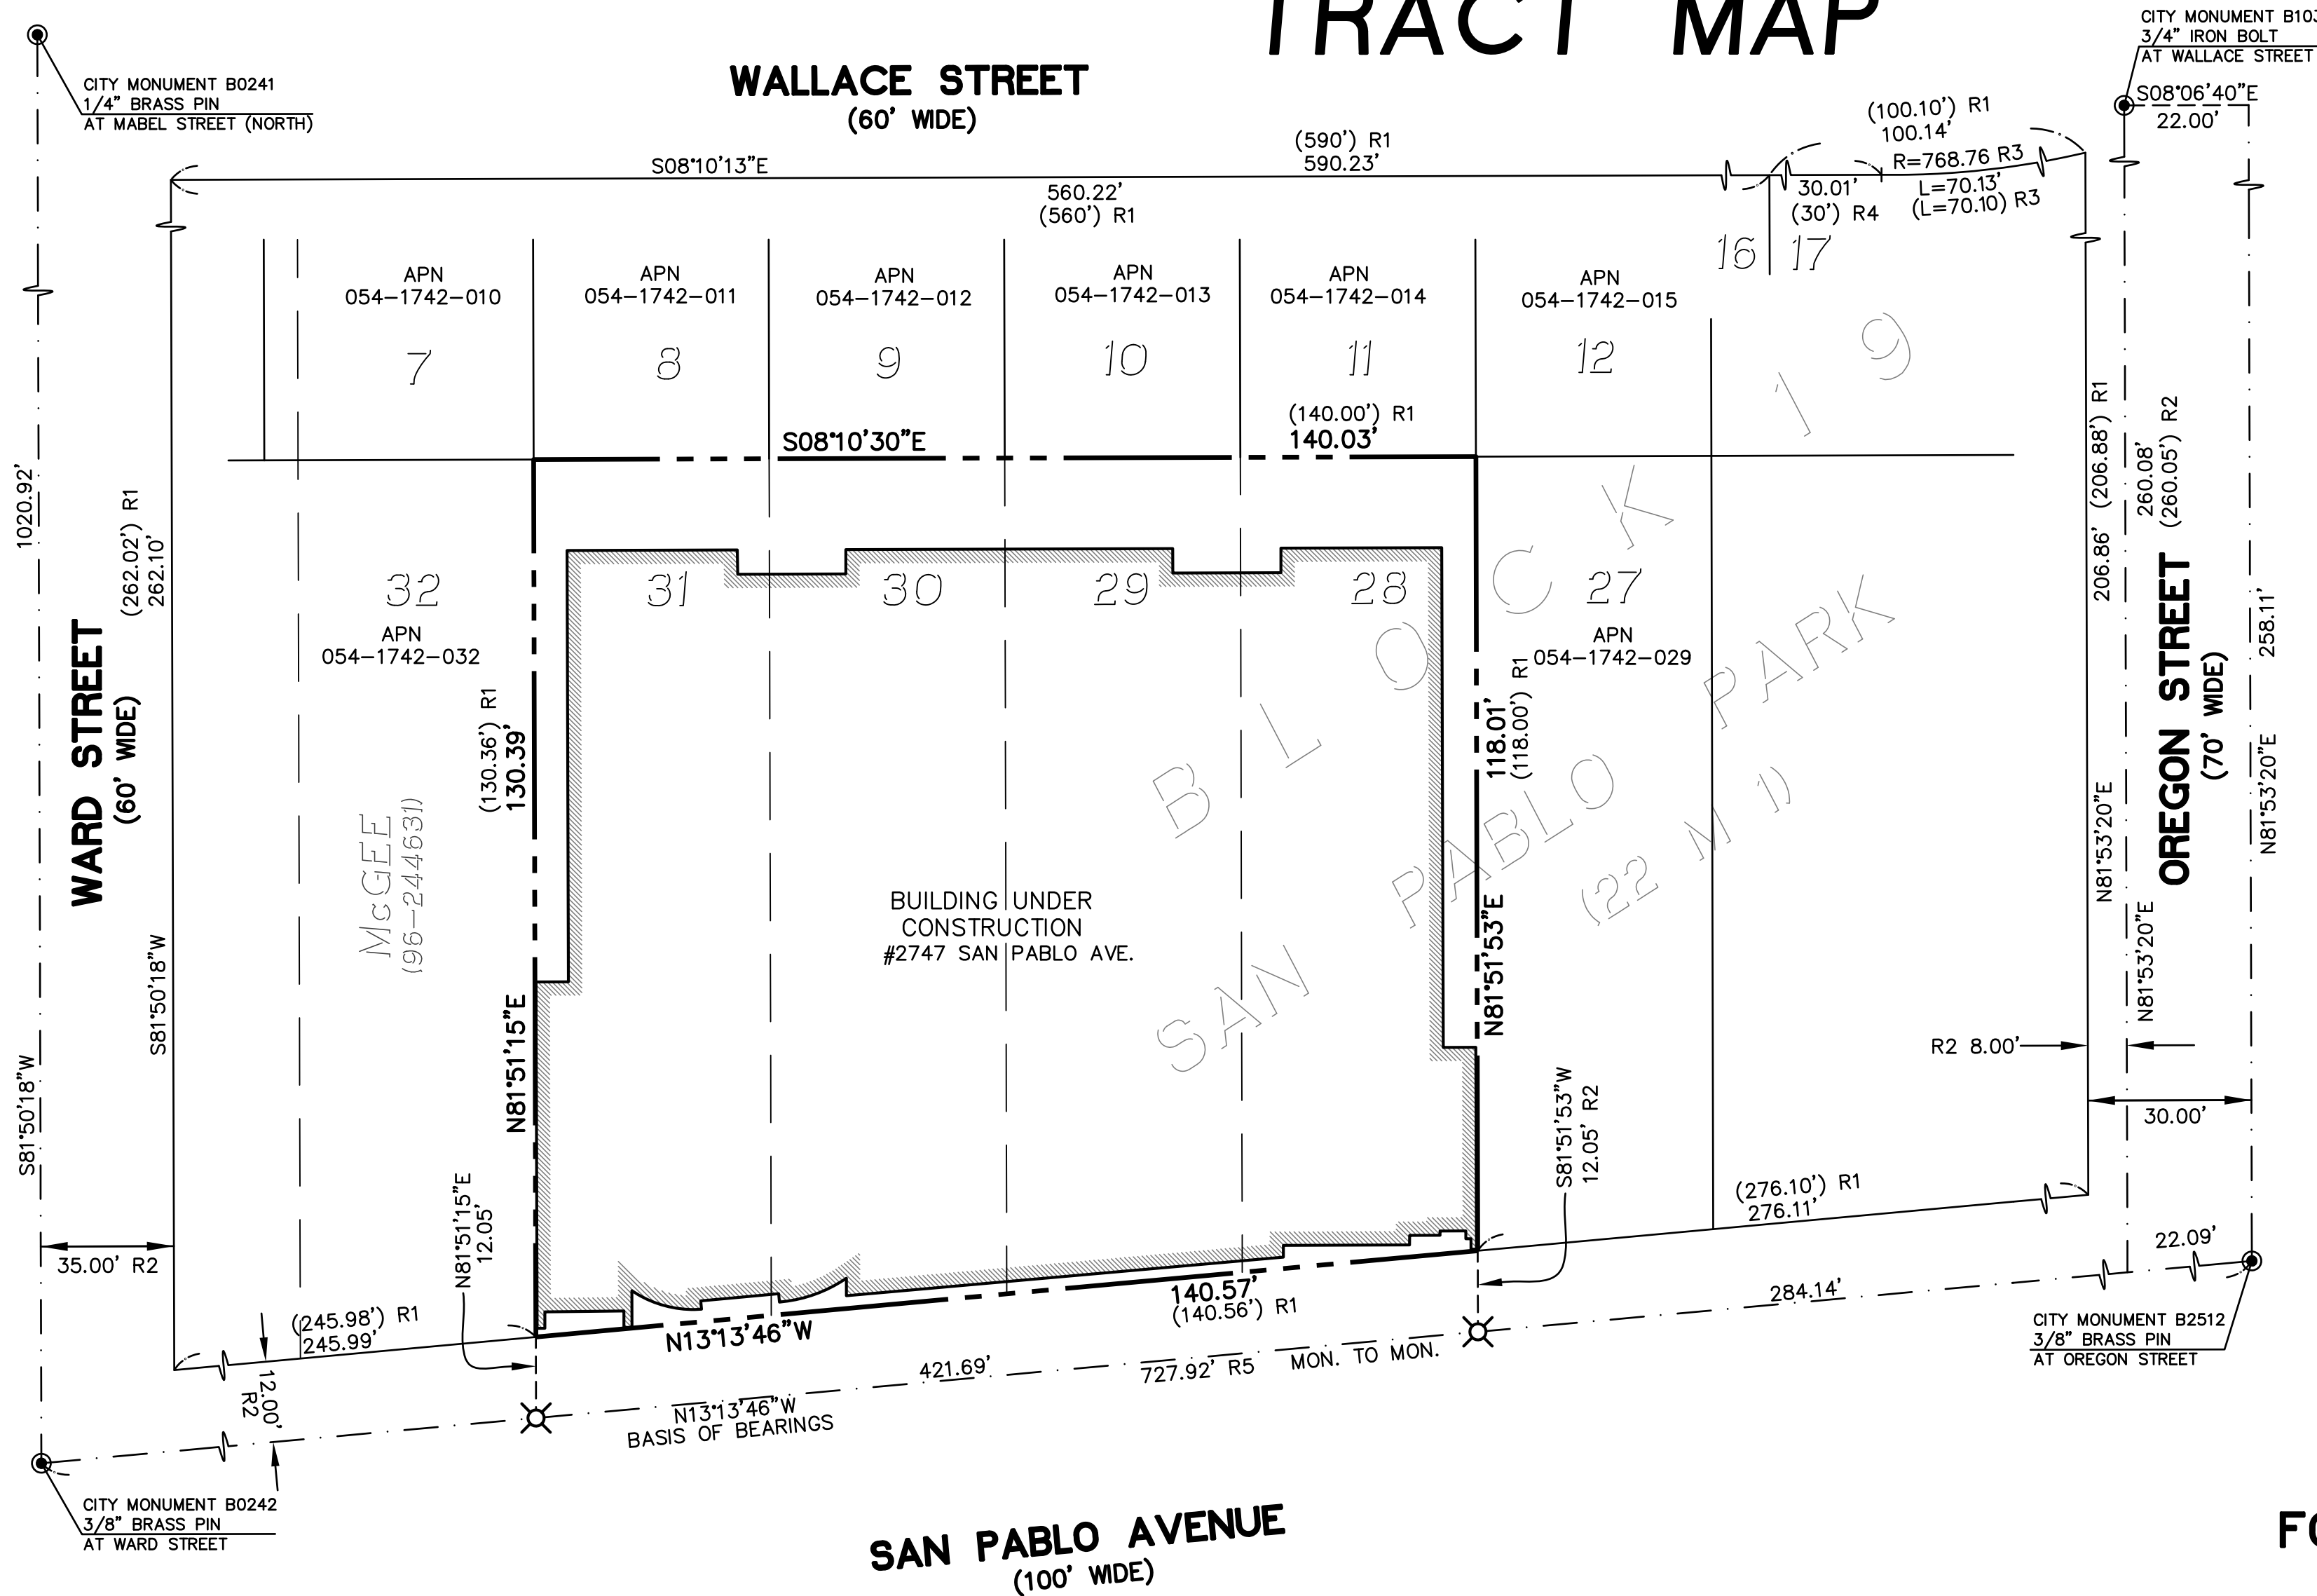 TRACT MAP
CITY MONUMENT B0241
1/4" BRASS PIN
AT MABEL STREET (NORTH)
WALLACE STREET
(60' WIDE)
CITY MONUMENT
3/4" IRON BOLT
AT WALLACE STREET
S08°06'40"E
22.00'
S08°10'13"E
(590') R1
590.23'
560.22'
(560') R1
(100.10') R1
100.14'
R=768.76 R3
L=70.13'
(L=70.10) R3
30.01'
(30') R4
16
17
APN
054-1742-010
7
APN
054-1742-011
8
APN
054-1742-012
9
APN
054-1742-013
10
APN
054-1742-014
11
APN
054-1742-015
12
S08°10'30"E
(140.00') R1
140.03'
1020.92'
S81°50'18"W
WARD STREET
(60' WIDE)
(262.02') R1
262.10'
S81°50'18"W
32
APN
054-1742-032
McGEE
(96-244631)
(130.36') R1
130.39'
N81°51'15"E
31
30
29
28
27
APN
054-1742-029
BUILDING UNDER
CONSTRUCTION
#2747 SAN PABLO AVE.
BLOCK 19
SAN PABLO PARK
(22 M 1)
118.01'
(118.00') R1
N81°51'53"E
206.86' (206.88') R1
N81°53'20"E
260.08'
(260.05') R2
N81°53'20"E
OREGON STREET
(70' WIDE)
258.11'
N81°53'20"E
R2 8.00'
30.00'
N81°51'15"E
12.05'
S81°51'53"W
12.05' R2
35.00' R2
(245.98') R1
245.99'
12.00'
R2
N13°13'46"W
140.57'
(140.56') R1
(276.10') R1
276.11'
22.09'
284.14'
421.69'
727.92' R5 MON. TO MON.
N13°13'46"W
BASIS OF BEARINGS
CITY MONUMENT B2512
3/8" BRASS PIN
AT OREGON STREET
CITY MONUMENT B0242
3/8" BRASS PIN
AT WARD STREET
SAN PABLO AVENUE
(100' WIDE)